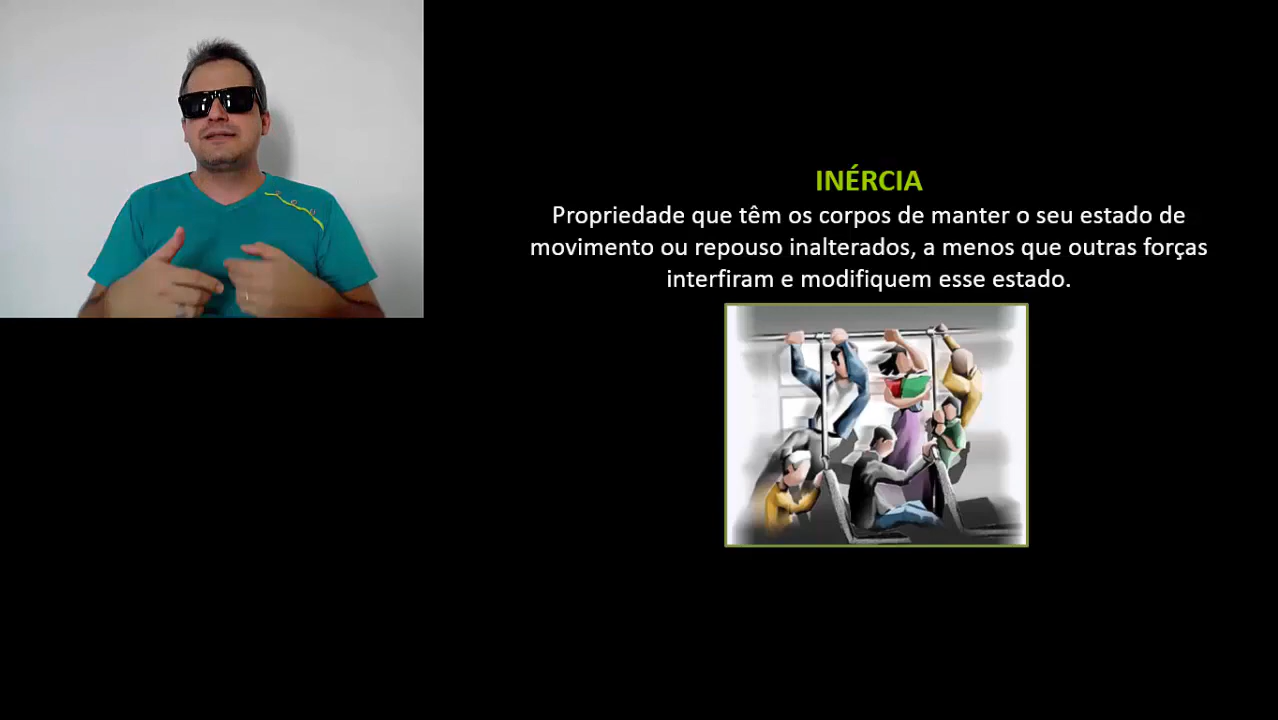 INÉRCIA
Propriedade que têm os corpos de manter o seu estado de
movimento ou repouso inalterados, a menos que outras forças
interfiram e modifiquem esse estado.